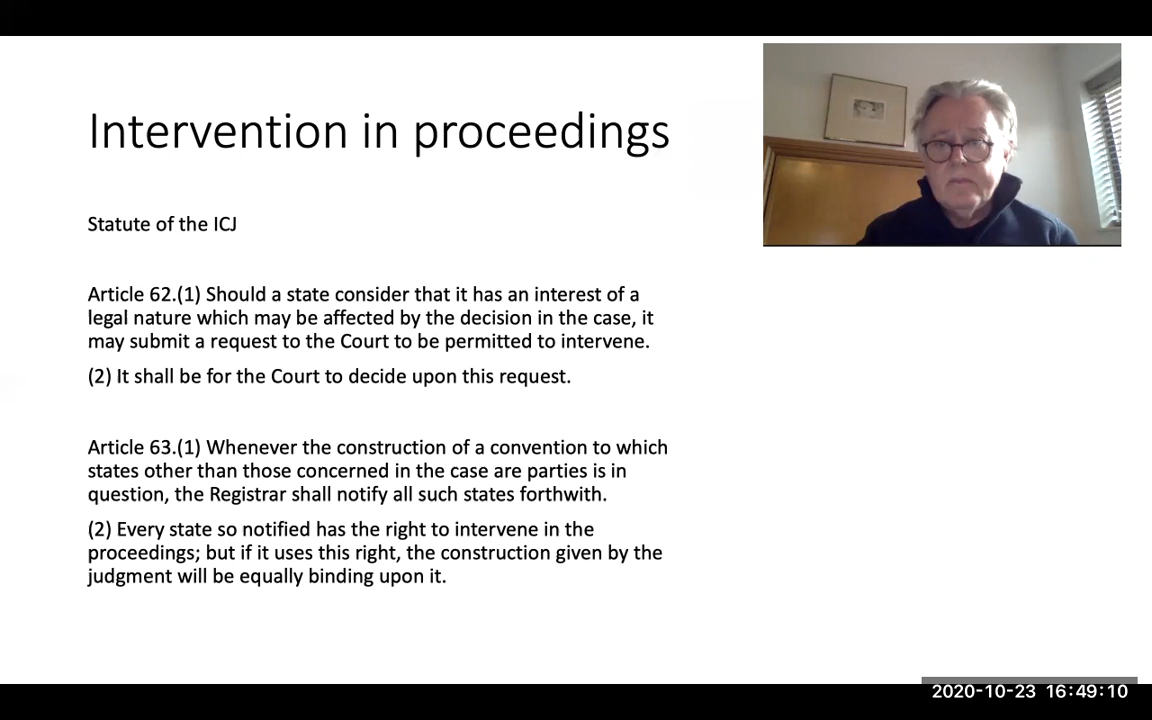 Intervention in proceedings
Statute of the ICJ
Article 62.(1) Should a state consider that it has an interest of a
legal nature which may be affected by the decision in the case, it
may submit a request to the Court to be permitted to intervene.
(2) It shall be for the Court to decide upon this request.
Article 63.(1) Whenever the construction of a convention to which
states other than those concerned in the case are parties is in
question, the Registrar shall notify all such states forthwith.
(2) Every state so notified has the right to intervene in the
proceedings; but if it uses this right, the construction given by the
judgment will be equally binding upon it.
2020-10-23 16:49:10